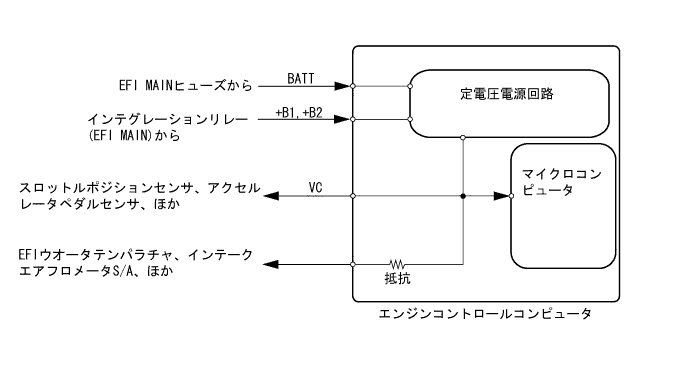 EFI MAINヒューズから
BATT
定電圧電源回路
インテグレーションリレー
(EFI MAIN)から
+B1,+B2
マイクロコン
ピュータ
スロットルポジションセンサ、アクセル
レータペダルセンサ、ほか
VC
EFIウオータテンパラチャ、インテーク
エアフロメータS/A、ほか
抵抗
エンジンコントロールコンピュータ